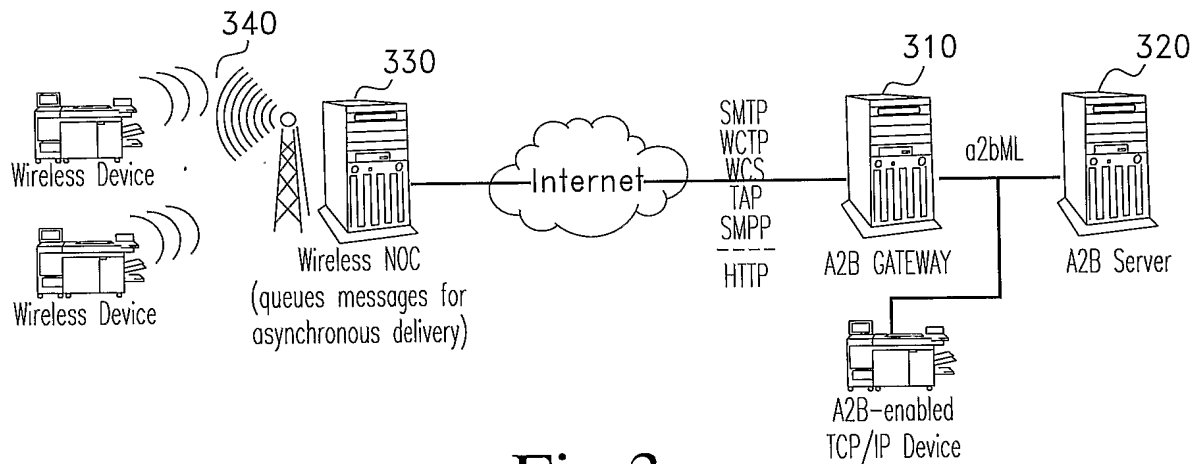 340
330
310
320
Wireless Device
Wireless Device
Wireless NOC
(queues messages for
asynchronous delivery)
Internet
SMTP
WCTP
WCS
TAP
SMPP
HTTP
A2B GATEWAY
a2bML
A2B Server
A2B-enabled
TCP/IP Device